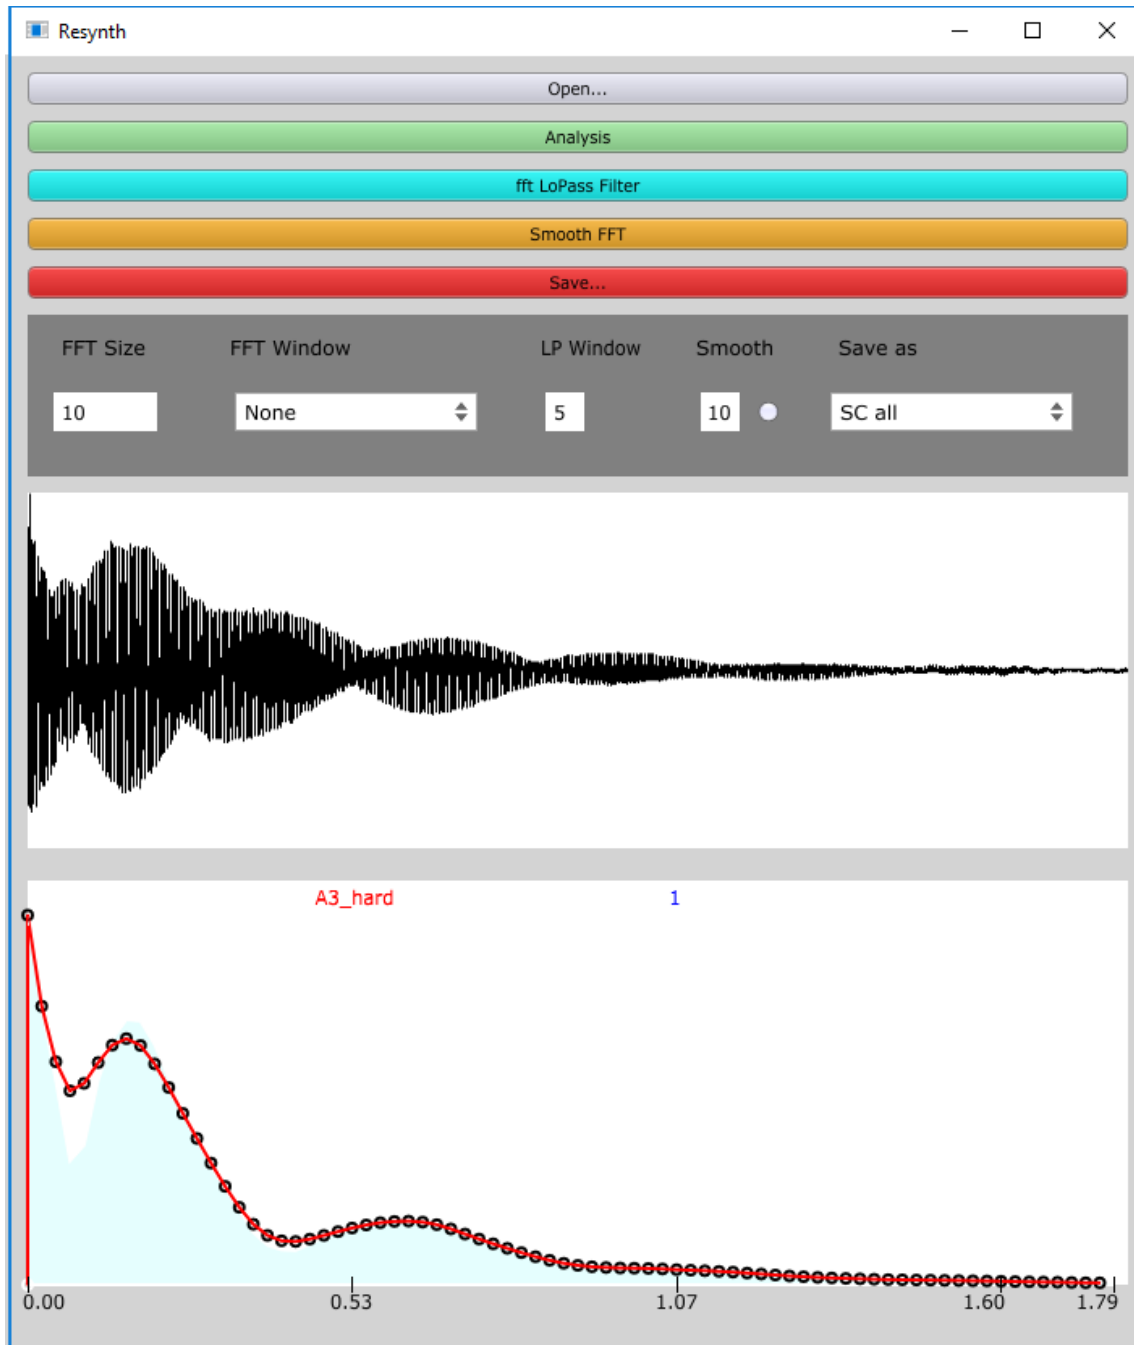 Resynth
Open...
Analysis
fft LoPass Filter
Smooth FFT
Save...
FFT Size FFT Window LP Window Smooth Save as
10 None 5 10 SC all
A3_hard 1
0.00 0.53 1.07 1.60 1.79